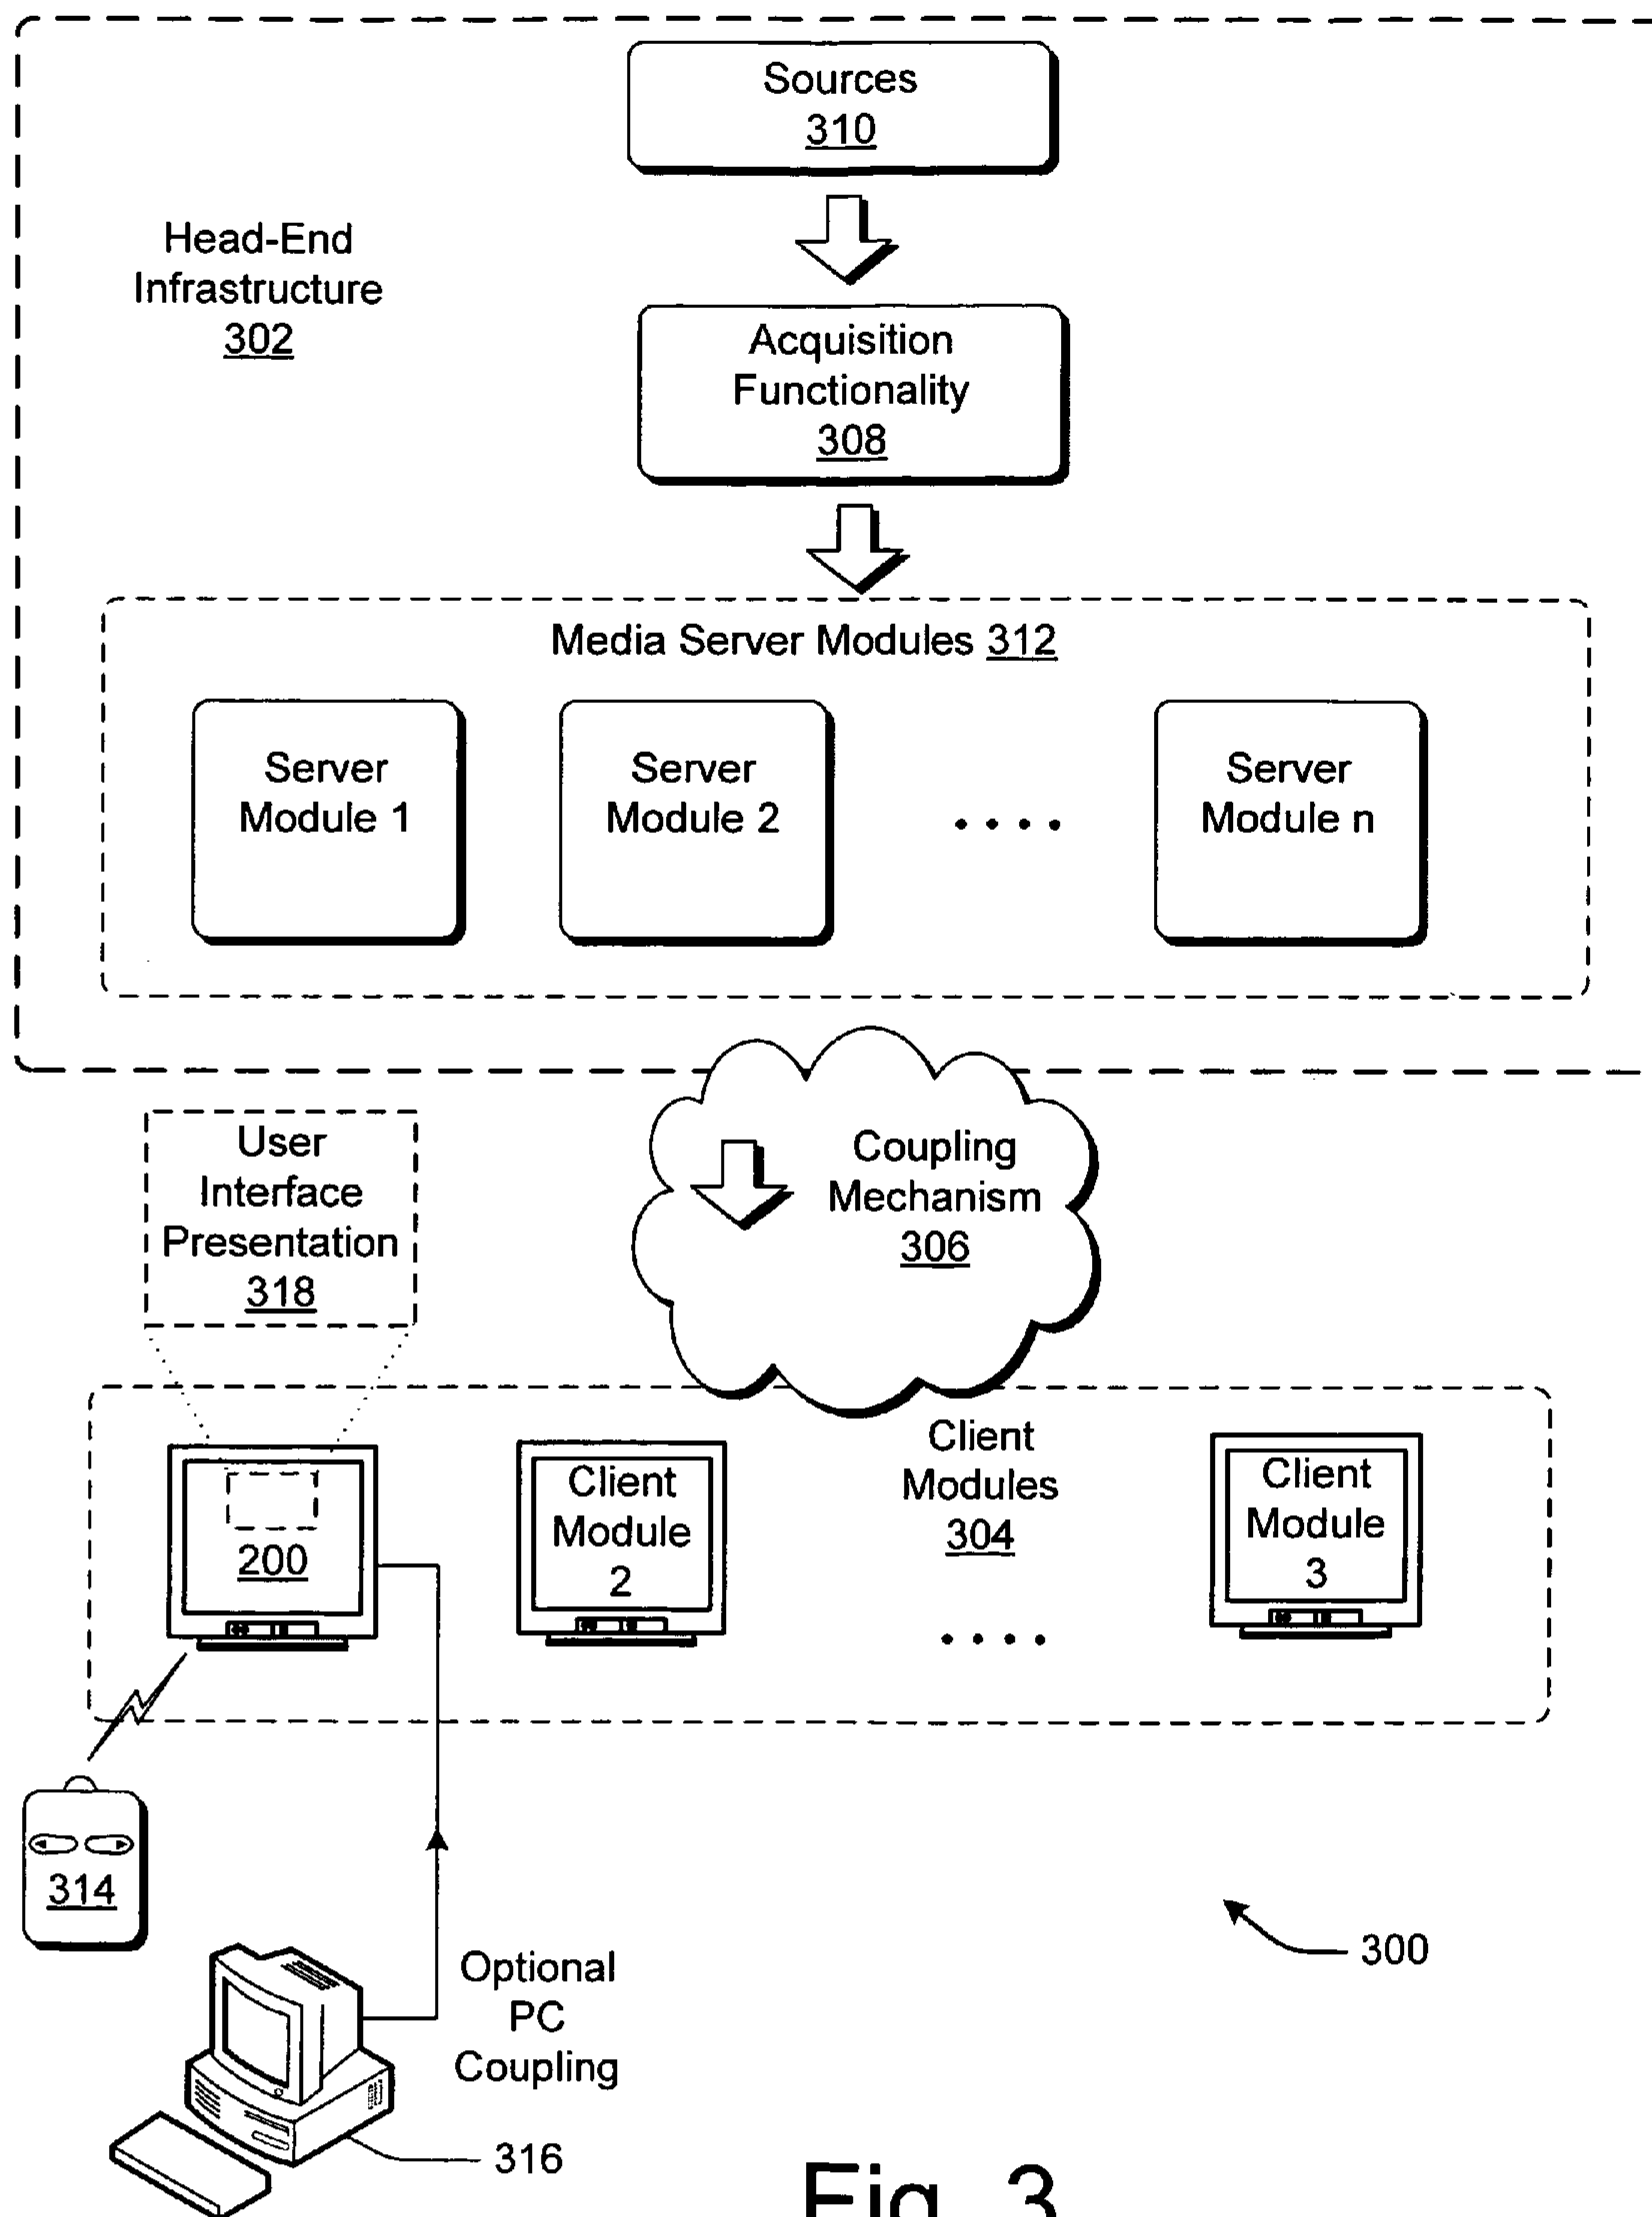 Sources
310
Head-End
Infrastructure
302
Acquisition
Functionality
308
Media Server Modules 312
Server
Module 1
Server
Module 2
Server
Module n
User
Interface
Presentation
318
Coupling
Mechanism
306
200
Client
Module
2
Client
Modules
304
Client
Module
3
314
Optional
PC
Coupling
316
300
Fig. 3